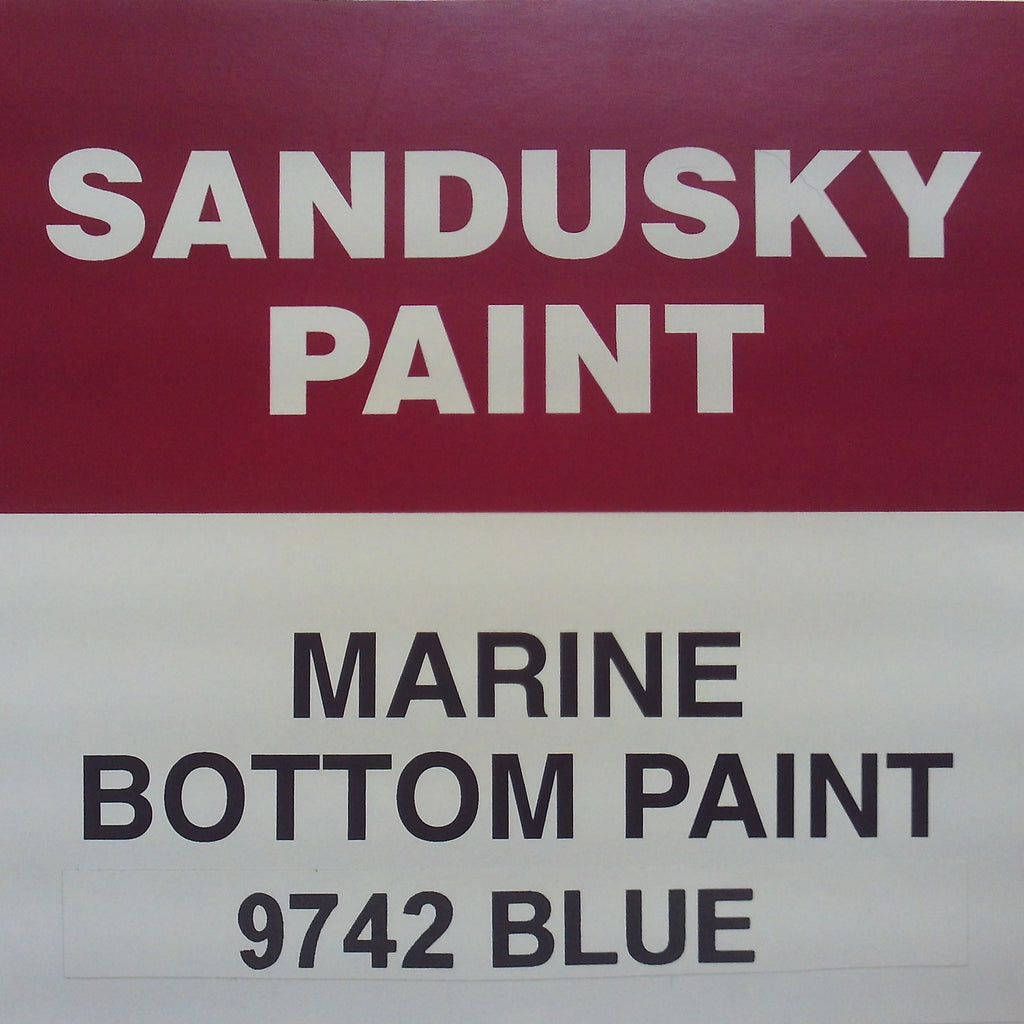 SANDUSKY
PAINT
MARINE
BOTTOM PAINT
9742 BLUE